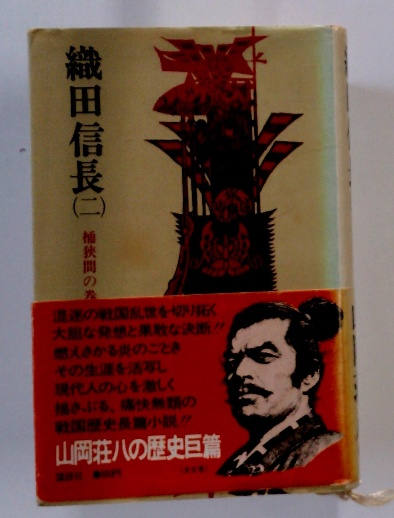 織田信長(二)
桶狭間の巻
混迷の戦国乱世を切り拓く
大胆な発想と果敢な決断!!
燃えさかる炎のごとき
その生涯を活写し
現代人の心を激しく
揺さぶる、痛快無類の
戦国歴史長篇小説!!
山岡荘八の歴史巨篇
講談社